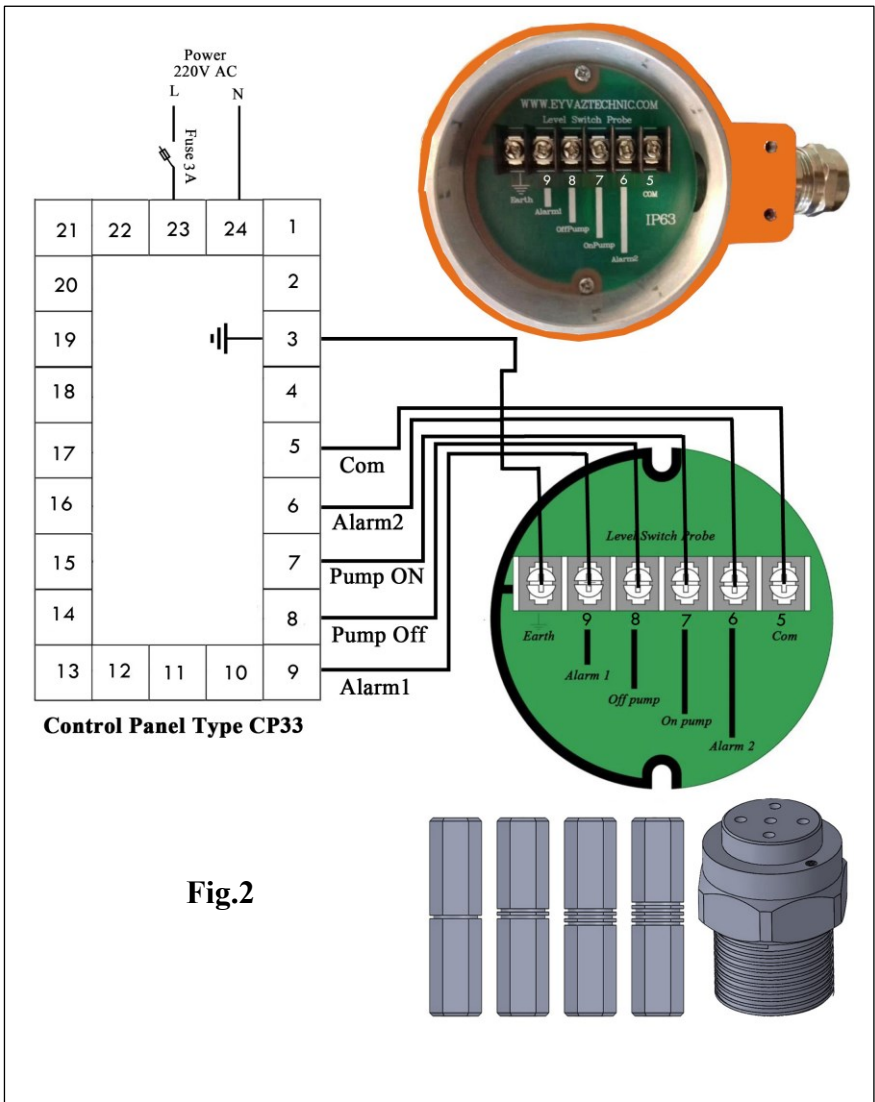 Power
220V AC
L N
Fuse 3 A
21 22 23 24 1
20 2
19 3
18 4
17 5
16 6
15 7
14 8
13 12 11 10 9
Com
Alarm2
Pump ON
Pump Off
Alarm1
Control Panel Type CP33
WWW.EYVAZTECHNIC.COM
Level Switch Probe
9 8 7 6 5
Earth
Alarm1
OffPump
OnPump
Alarm2
COM
IP63
Level Switch Probe
9 8 7 6 5
Earth
Alarm 1
Off pump
On pump
Alarm 2
Com
Fig.2